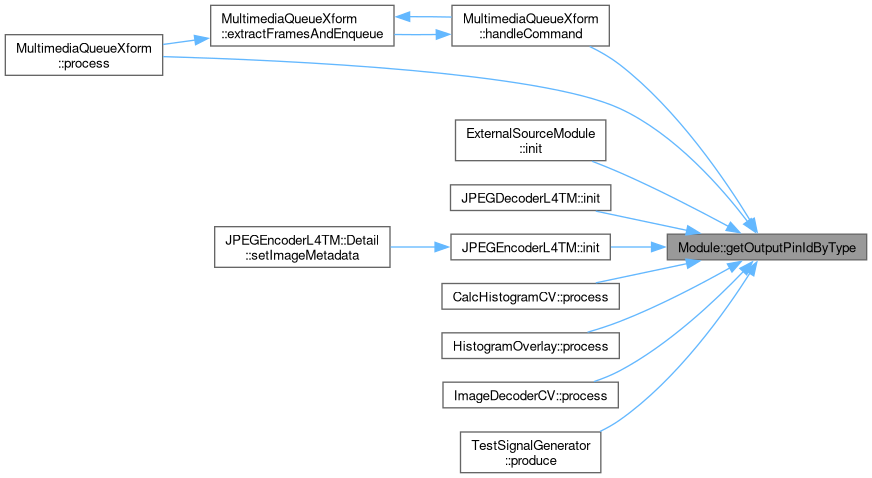 MultimediaQueueXform
::process
MultimediaQueueXform
::extractFramesAndEnqueue
MultimediaQueueXform
::handleCommand
ExternalSourceModule
::init
JPEGDecoderL4TM::init
JPEGEncoderL4TM::Detail
::setImageMetadata
JPEGEncoderL4TM::init
Module::getOutputPinIdByType
CalcHistogramCV::process
HistogramOverlay::process
ImageDecoderCV::process
TestSignalGenerator
::produce